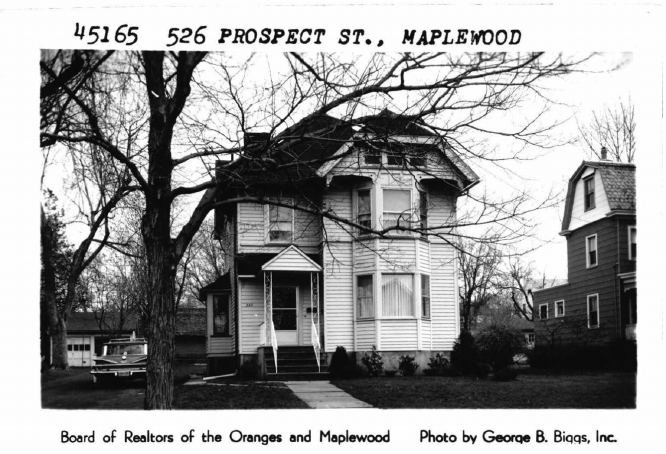 45165 526 PROSPECT ST., MAPLEWOOD
Board of Realtors of the Oranges and Maplewood Photo by George B. Biggs, Inc.